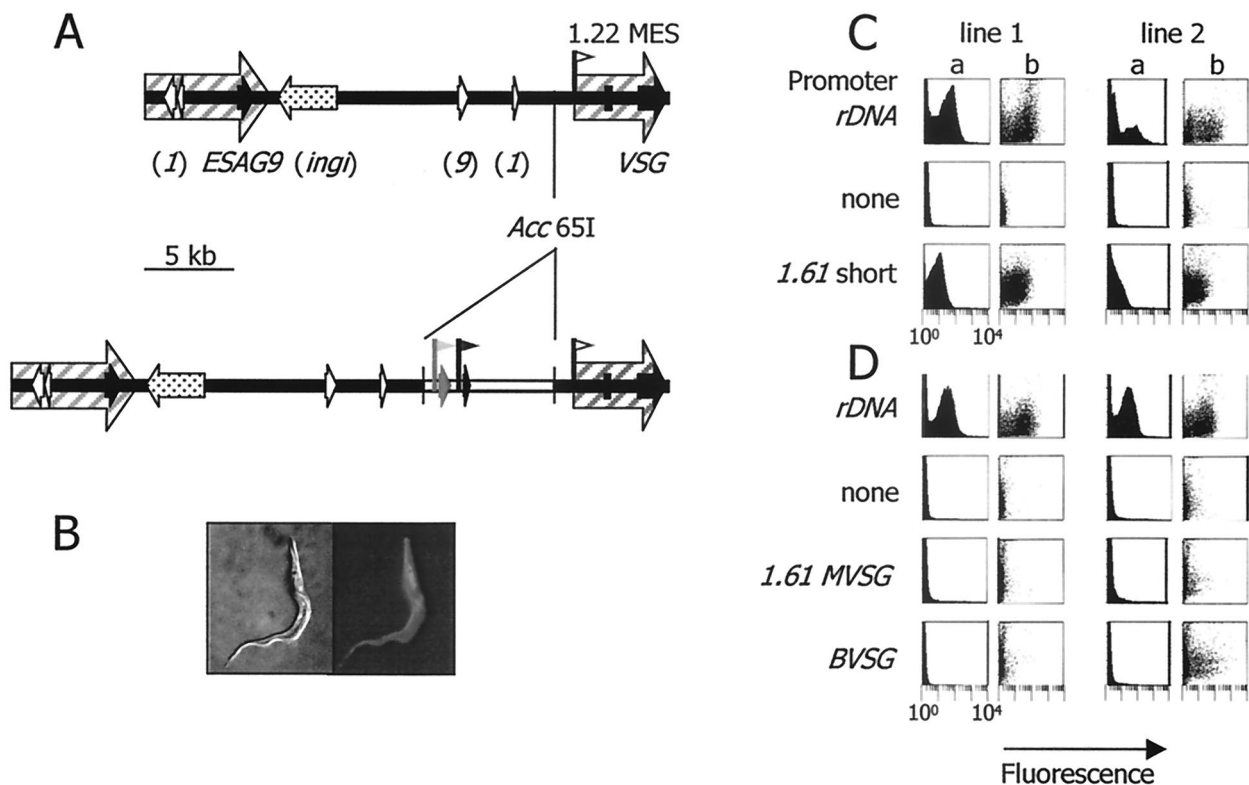 A
1.22 MES
(1) ESAG9 (ingi) (9) (1) VSG
Acc 65I
5 kb
B
C
line 1 line 2
a b a b
Promoter
rDNA
none
1.61 short
10⁰ 10⁴
D
rDNA
none
1.61 MVSG
BVSG
10⁰ 10⁴
Fluorescence